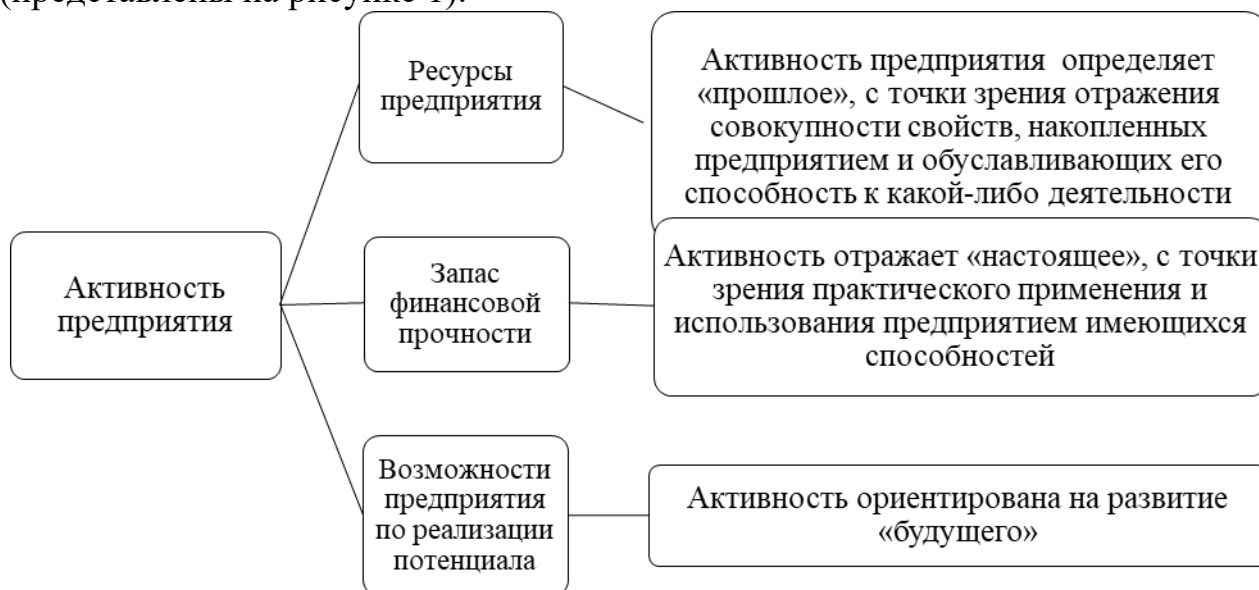 (представлены на рисунке 1).
Ресурсы
предприятия
Активность предприятия определяет
«прошлое», с точки зрения отражения
совокупности свойств, накопленных
предприятием и обуславливающих его
способность к какой-либо деятельности
Активность
предприятия
Запас
финансовой
прочности
Активность отражает «настоящее», с точки
зрения практического применения и
использования предприятием имеющихся
способностей
Возможности
предприятия
по реализации
потенциала
Активность ориентирована на развитие
«будущего»